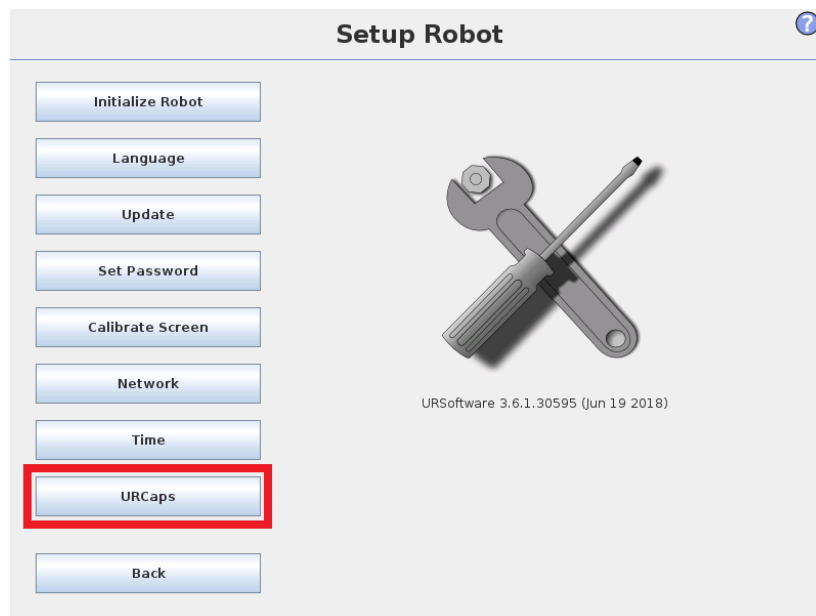 Setup Robot
?
Initialize Robot
Language
Update
Set Password
Calibrate Screen
Network
Time
URCaps
Back
URSoftware 3.6.1.30595 (Jun 19 2018)